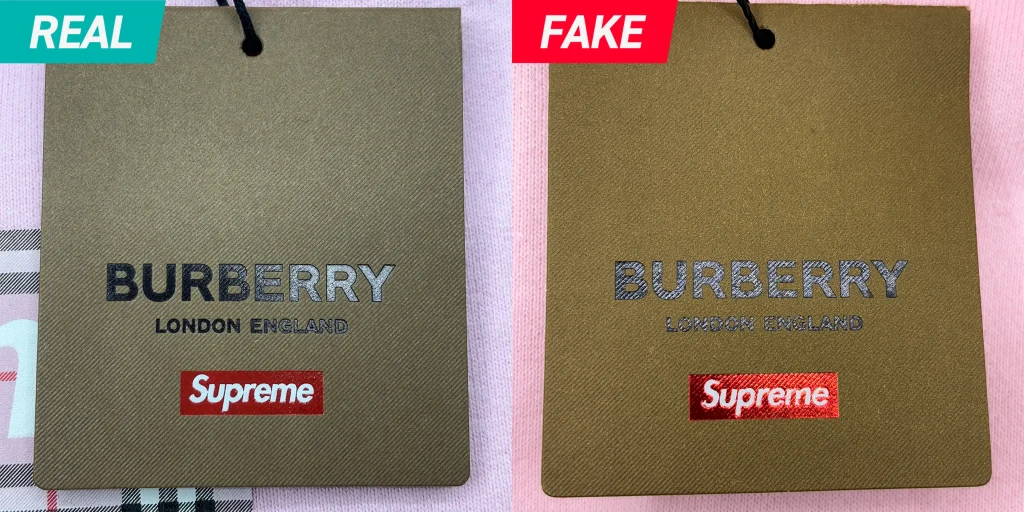 REAL
BURBERRY
LONDON ENGLAND
Supreme
FAKE
BURBERRY
LONDON ENGLAND
Supreme